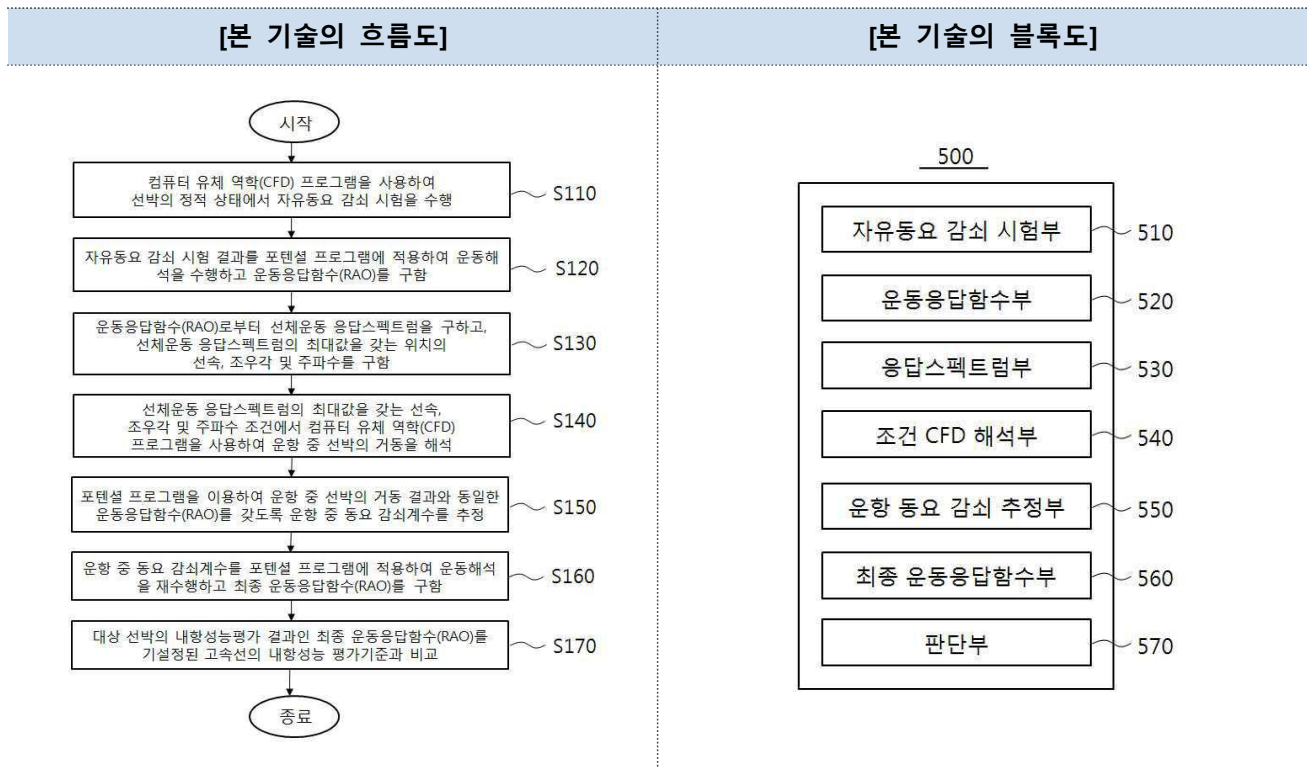 [본 기술의 흐름도]
시작
컴퓨터 유체 역학(CFD) 프로그램을 사용하여
선박의 정적 상태에서 자유동요 감쇠 시험을 수행
S110
자유동요 감쇠 시험 결과를 포텐셜 프로그램에 적용하여 운동해
석을 수행하고 운동응답함수(RAO)를 구함
S120
운동응답함수(RAO)로부터 선체운동 응답스펙트럼을 구하고,
선체운동 응답스펙트럼의 최대값을 갖는 위치의
선속, 조우각 및 주파수를 구함
S130
선체운동 응답스펙트럼의 최대값을 갖는 선속,
조우각 및 주파수 조건에서 컴퓨터 유체 역학(CFD)
프로그램을 사용하여 운항 중 선박의 거동을 해석
S140
포텐셜 프로그램을 이용하여 운항 중 선박의 거동 결과와 동일한
운동응답함수(RAO)를 갖도록 운항 중 동요 감쇠계수를 추정
S150
운항 중 동요 감쇠계수를 포텐셜 프로그램에 적용하여 운동해석
을 재수행하고 최종 운동응답함수(RAO)를 구함
S160
대상 선박의 내항성능평가 결과인 최종 운동응답함수(RAO)를
기설정된 고속선의 내항성능 평가기준과 비교
S170
종료
[본 기술의 블록도]
500
자유동요 감쇠 시험부
510
운동응답함수부
520
응답스펙트럼부
530
조건 CFD 해석부
540
운항 동요 감쇠 추정부
550
최종 운동응답함수부
560
판단부
570